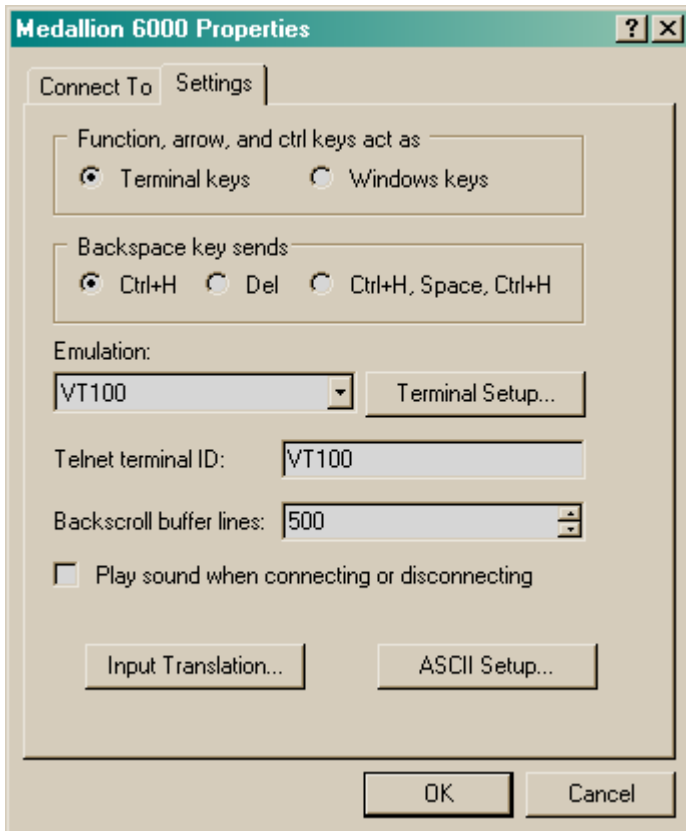 Medallion 6000 Properties
Connect To Settings
Function, arrow, and ctrl keys act as
Terminal keys Windows keys
Backspace key sends
Ctrl+H Del Ctrl+H, Space, Ctrl+H
Emulation:
VT100 Terminal Setup...
Telnet terminal ID: VT100
Backscroll buffer lines: 500
Play sound when connecting or disconnecting
Input Translation... ASCII Setup...
OK Cancel